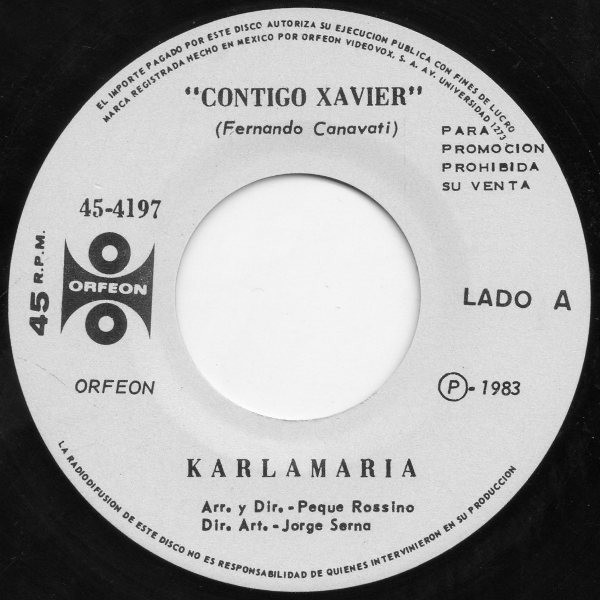 EL IMPORTE PAGADO POR ESTE DISCO AUTORIZA SU EJECUCION PUBLICA CON FINES DE LUCRO
MARCA REGISTRADA HECHO EN MEXICO POR ORFEON VIDEOVOX, S. A. AV. UNIVERSIDAD 1273
"CONTIGO XAVIER"
(Fernando Canavati)
PARA
PROMOCION
PROHIBIDA
SU VENTA
45-4197
45 R.P.M.
ORFEON
LADO A
ORFEON
P-1983
KARLAMARIA
Arr. y Dir.-Peque Rossino
Dir. Art.-Jorge Serna
LA RADIODIFUSION DE ESTE DISCO NO ES RESPONSABILIDAD DE QUIENES INTERVINIERON EN SU PRODUCCION